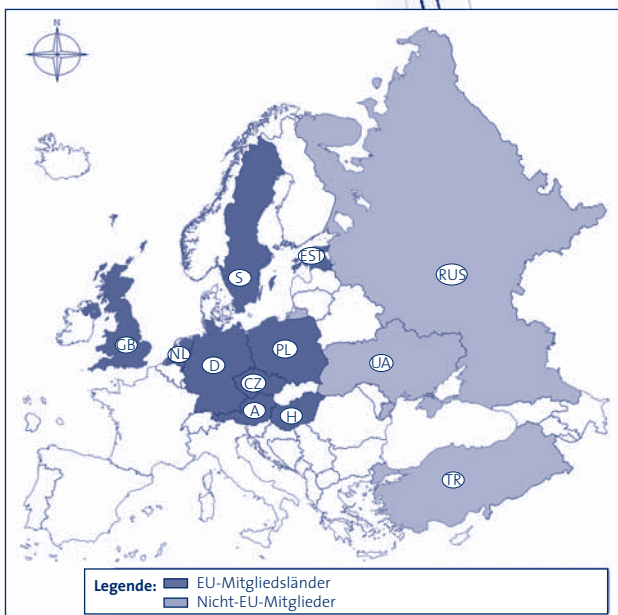 N
EST
S
RUS
GB
NL
D
PL
UA
CZ
A
H
TR
Legende: EU-Mitgliedsländer
Nicht-EU-Mitglieder